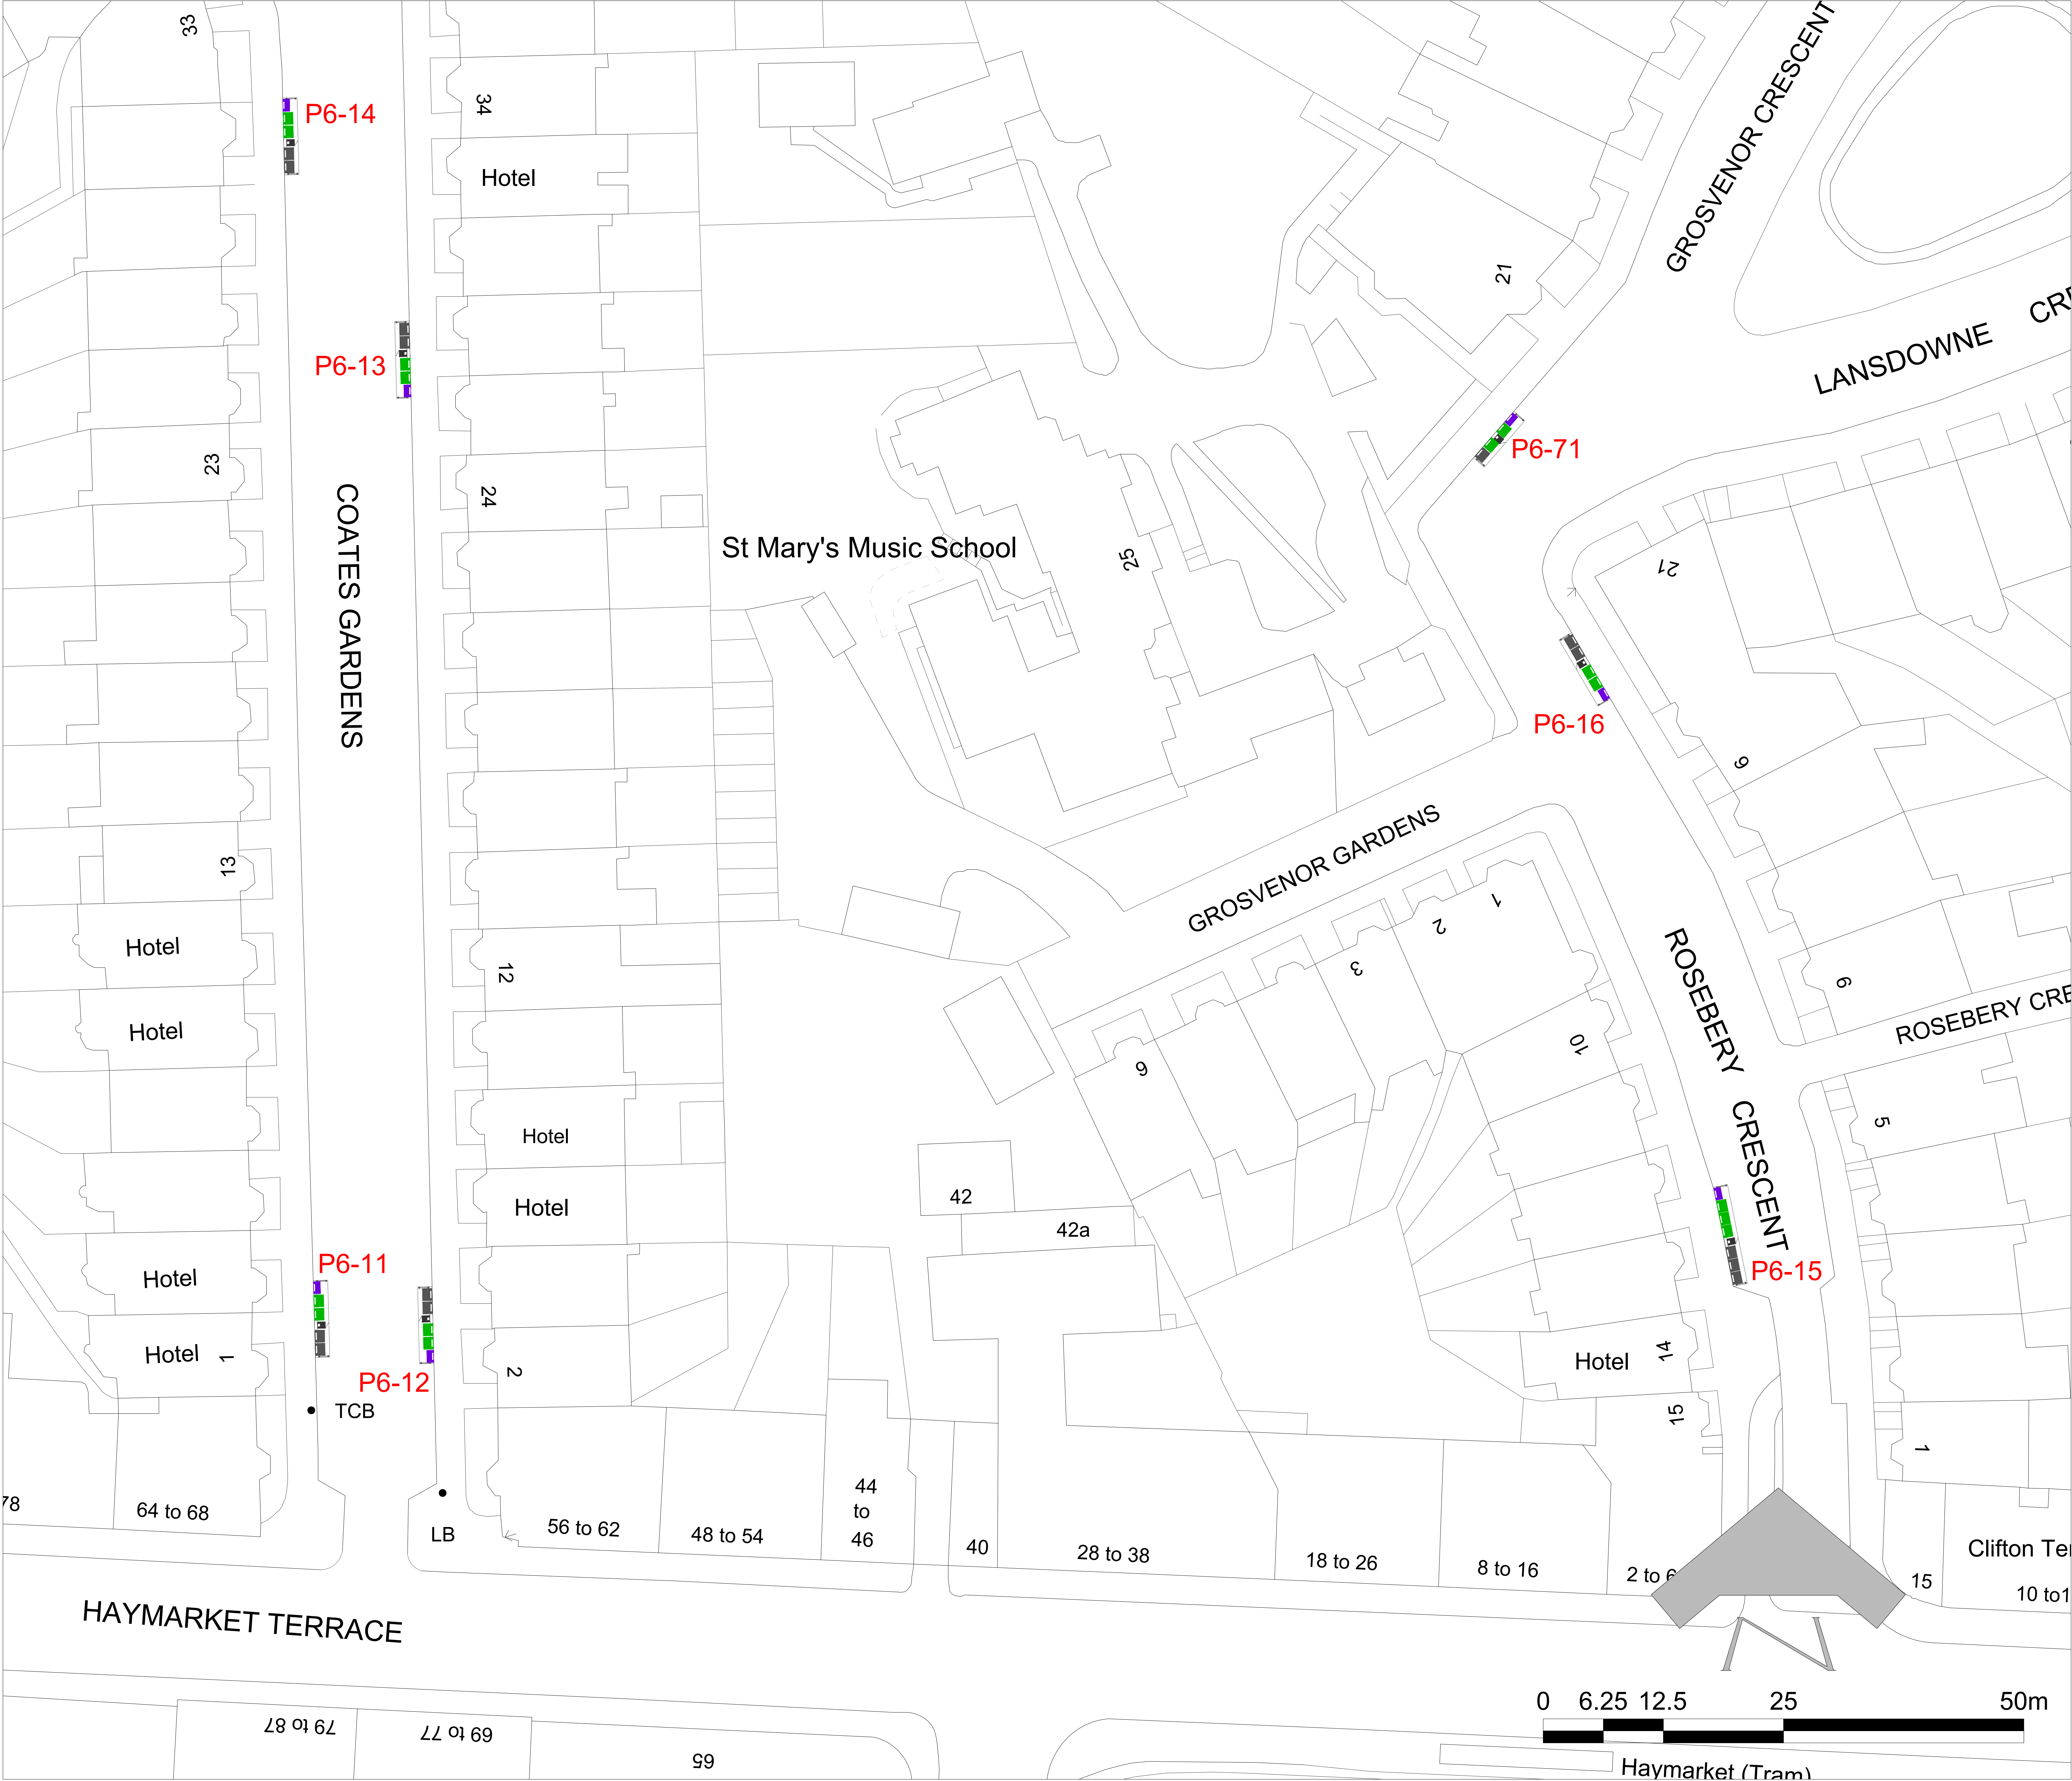 33
P6-14
34
Hotel
GROSVENOR CRESCENT
21
LANSDOWNE CRE
P6-13
P6-71
23
24
COATES GARDENS
St Mary's Music School
25
21
P6-16
9
13
GROSVENOR GARDENS
1
2
3
6
Hotel
12
ROSEBERY CRESCENT
9
ROSEBERY CRE
Hotel
10
5
Hotel
42
Hotel
42a
P6-11
Hotel
P6-15
Hotel
1
P6-12
2
Hotel
14
TCB
15
1
78
64 to 68
LB
56 to 62
48 to 54
44
to
46
40
28 to 38
18 to 26
8 to 16
2 to 6
15
Clifton Te
10 to1
HAYMARKET TERRACE
N
0 6.25 12.5 25 50m
79 to 87
69 to 77
65
Haymarket (Tram)